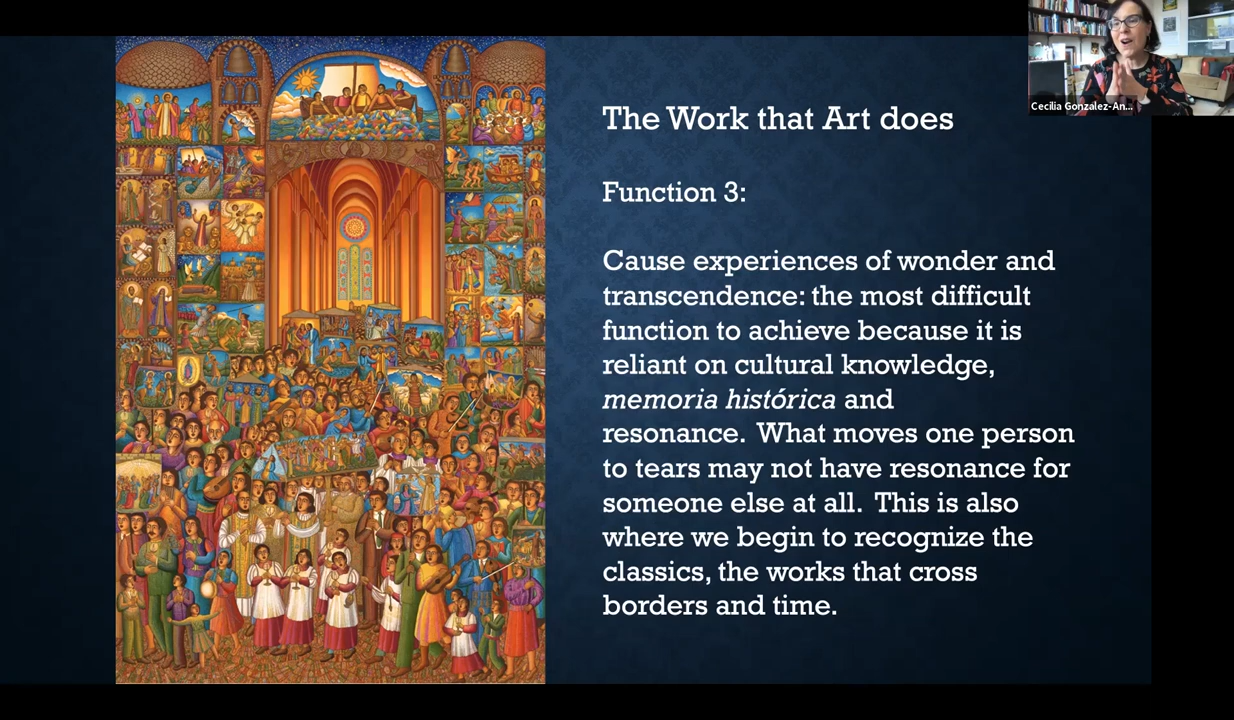 Cecilia Gonzalez-An...
The Work that Art does
Function 3:
Cause experiences of wonder and
transcendence: the most difficult
function to achieve because it is
reliant on cultural knowledge,
memoria histórica and
resonance. What moves one person
to tears may not have resonance for
someone else at all. This is also
where we begin to recognize the
classics, the works that cross
borders and time.